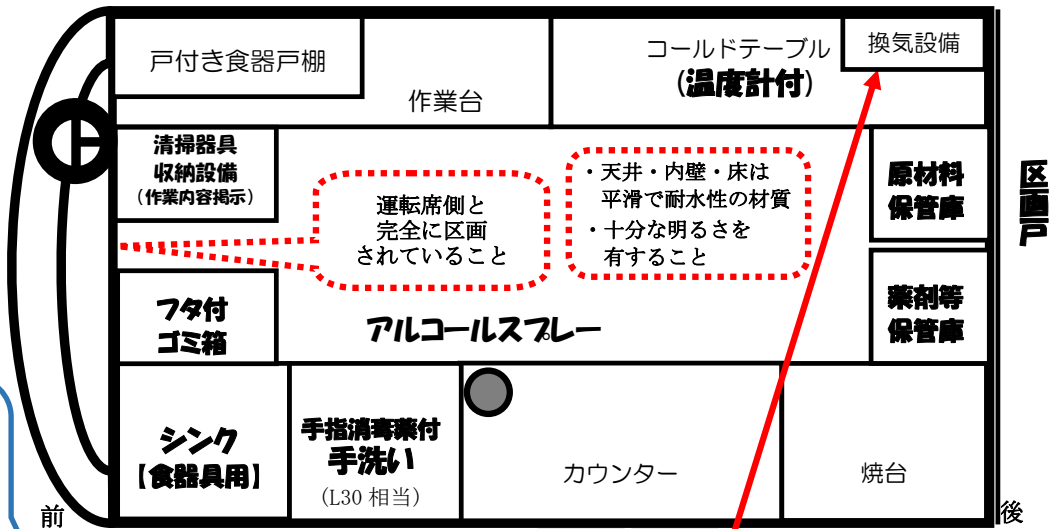 戸付き食器戸棚
作業台
コールドテーブル
(温度計付)
換気設備
清掃器具
収納設備
(作業内容掲示)
運転席側と
完全に区画
されていること
・天井・内壁・床は
平滑で耐水性の材質
・十分な明るさを
有すること
原材料
保管庫
区画戸
フタ付
ゴミ箱
アルコールスプレー
薬剤等
保管庫
シンク
【食器具用】
手指消毒薬付
手洗い
(L30 相当)
カウンター
焼台
前
後